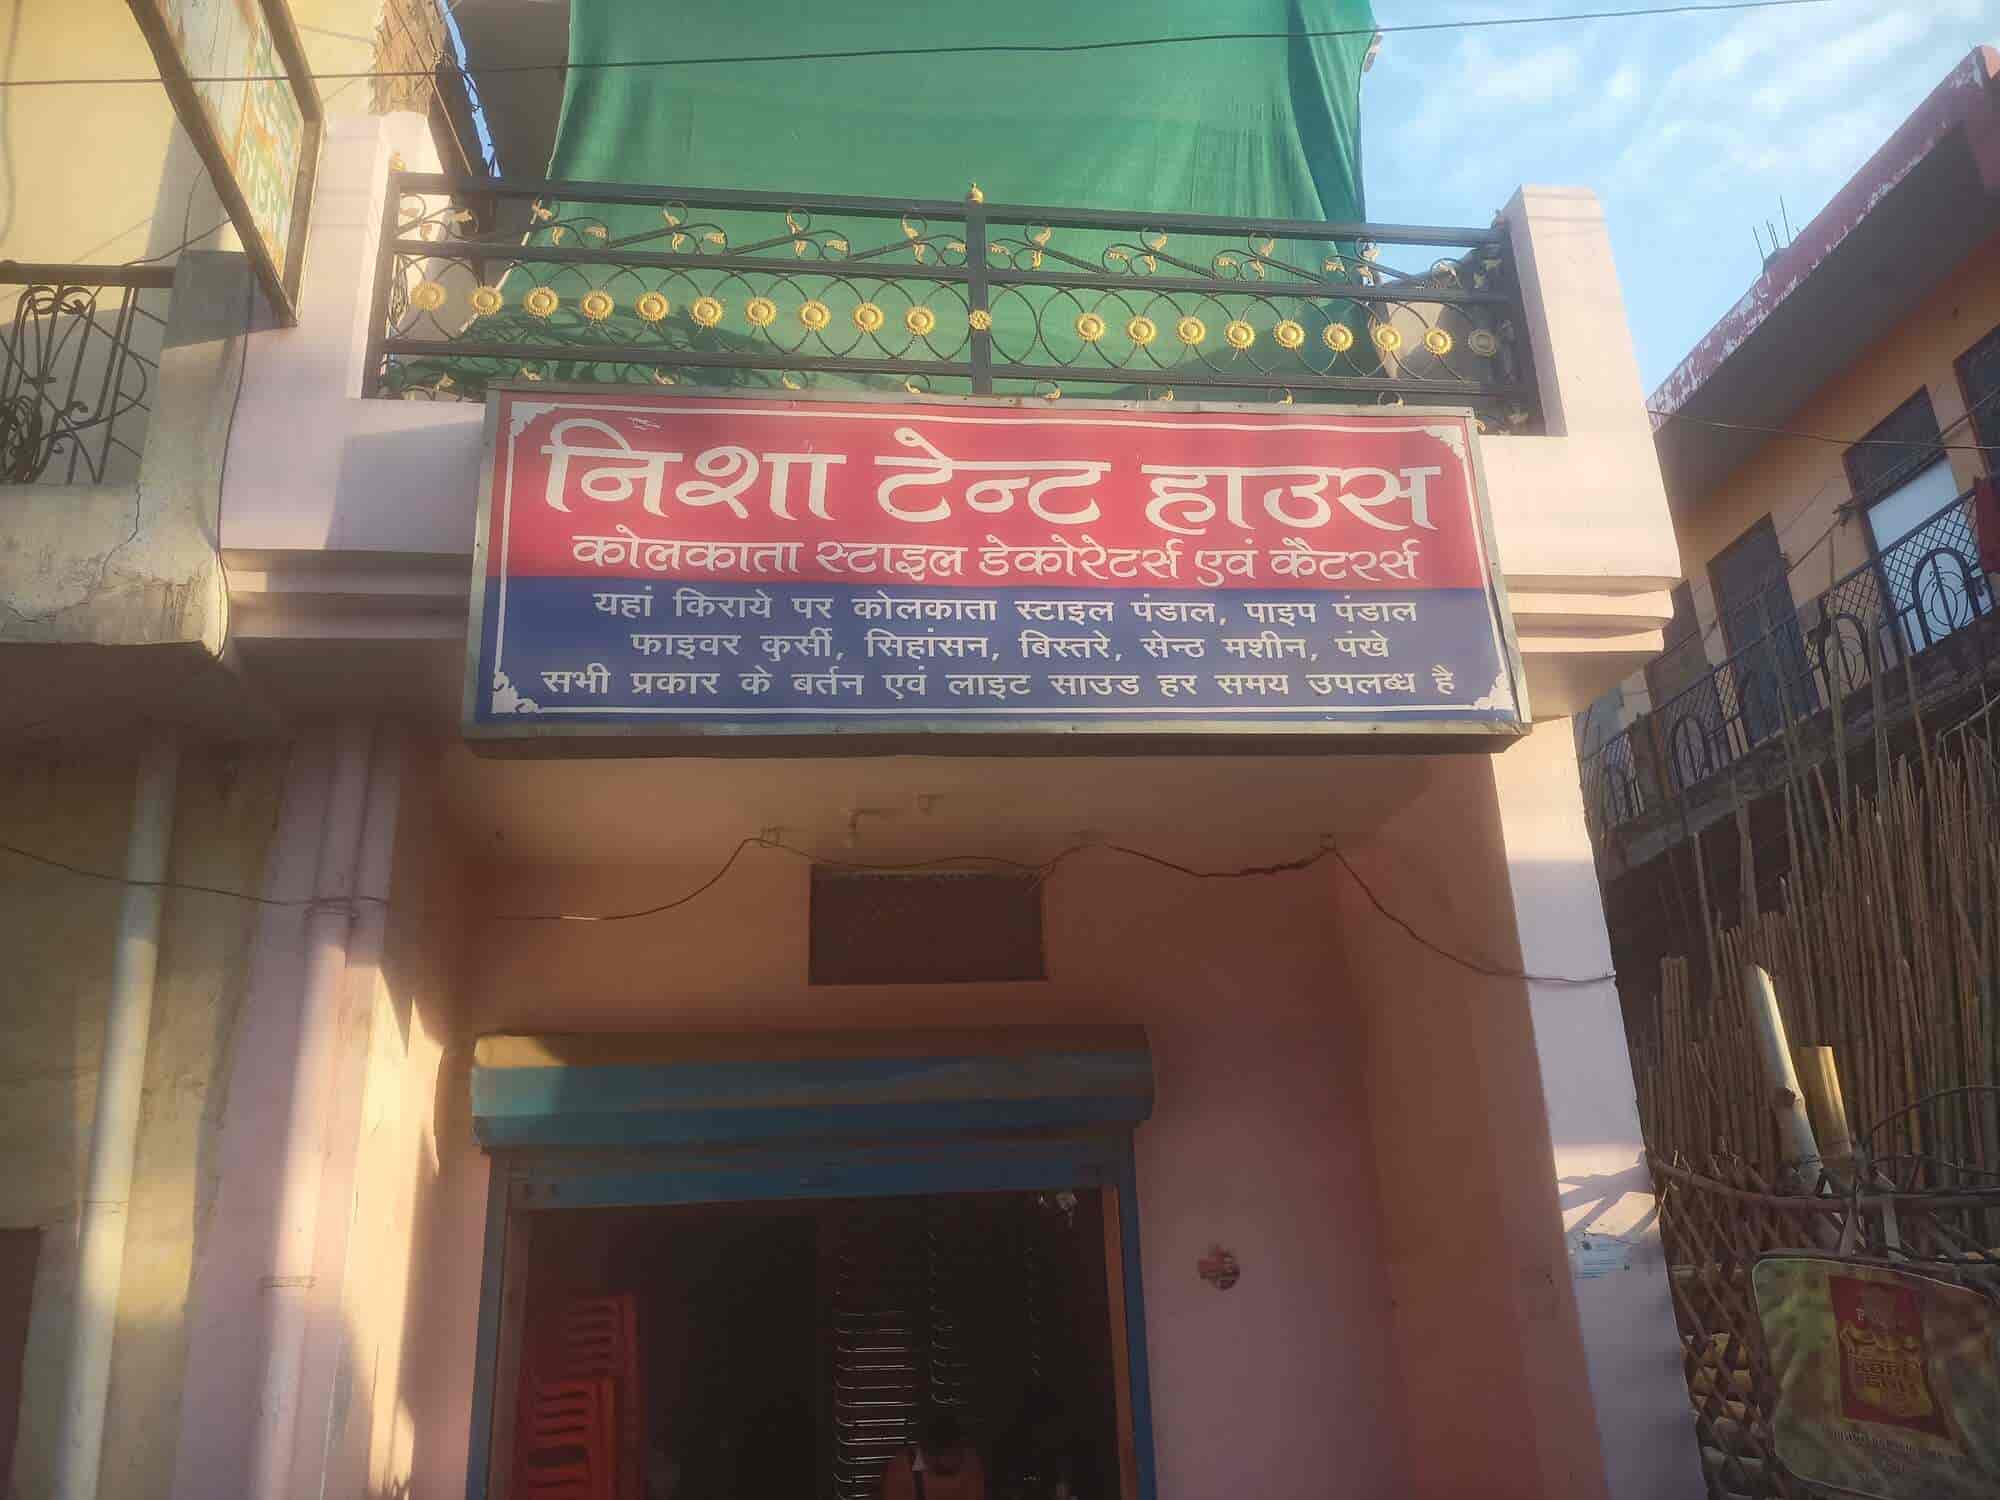 निशा टेन्ट हाउस
कोलकाता स्टाइल डेकोरेटर्स एवं कैटरर्स
यहां किराये पर कोलकाता स्टाइल पंडाल, पाइप पंडाल
फाइवर कुर्सी, सिहांसन, बिस्तरे, सेन्ठ मशीन, पंखे
सभी प्रकार के बर्तन एवं लाइट साउड हर समय उपलब्ध है